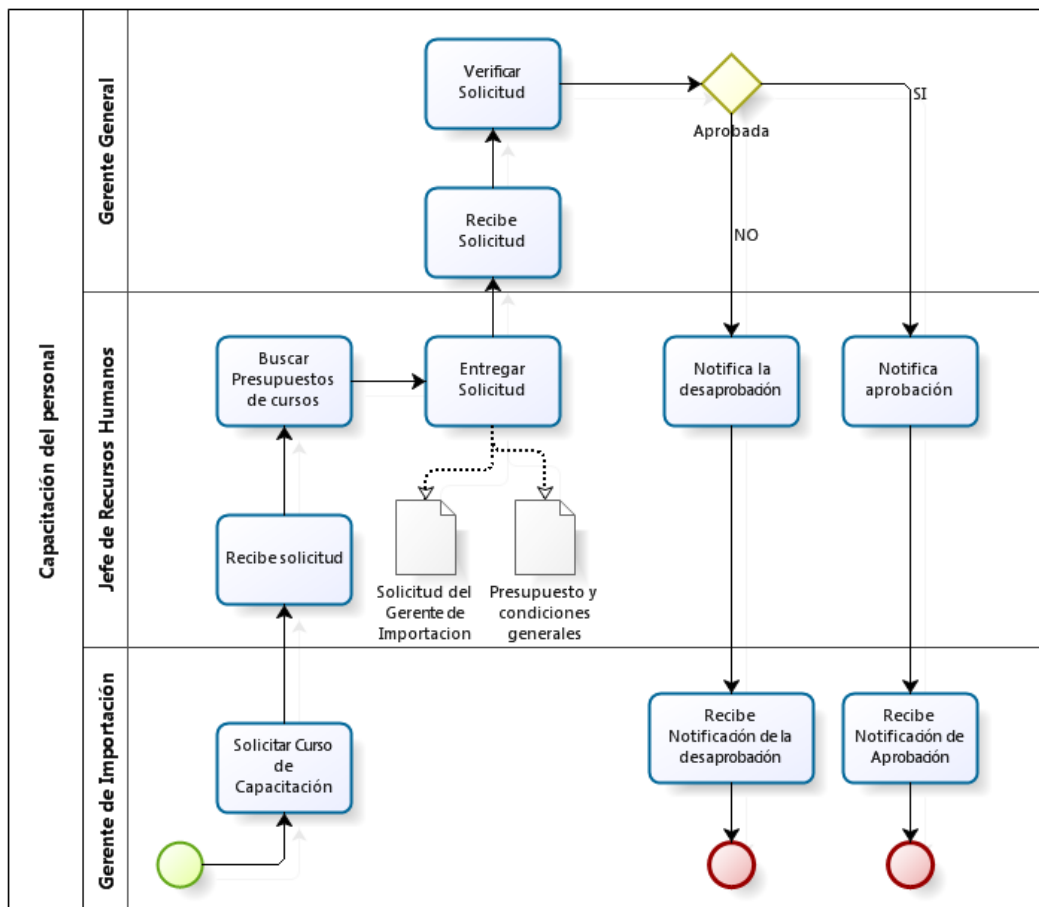 Capacitación del personal
Gerente General
Verificar
Solicitud
Aprobada
SI
NO
Recibe
Solicitud
Jefe de Recursos Humanos
Buscar
Presupuestos
de cursos
Entregar
Solicitud
Notifica la
desaprobación
Notifica
aprobación
Recibe solicitud
Solicitud del
Gerente de
Importacion
Presupuesto y
condiciones
generales
Gerente de Importación
Solicitar Curso
de
Capacitación
Recibe
Notificación de la
desaprobación
Recibe
Notificación de
Aprobación